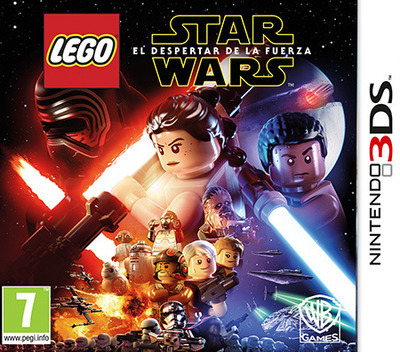 LEGO
STAR
EL DESPERTAR DE LA FUERZA
WARS
NINTENDO 3DS
7
www.pegi.info
WB
GAMES